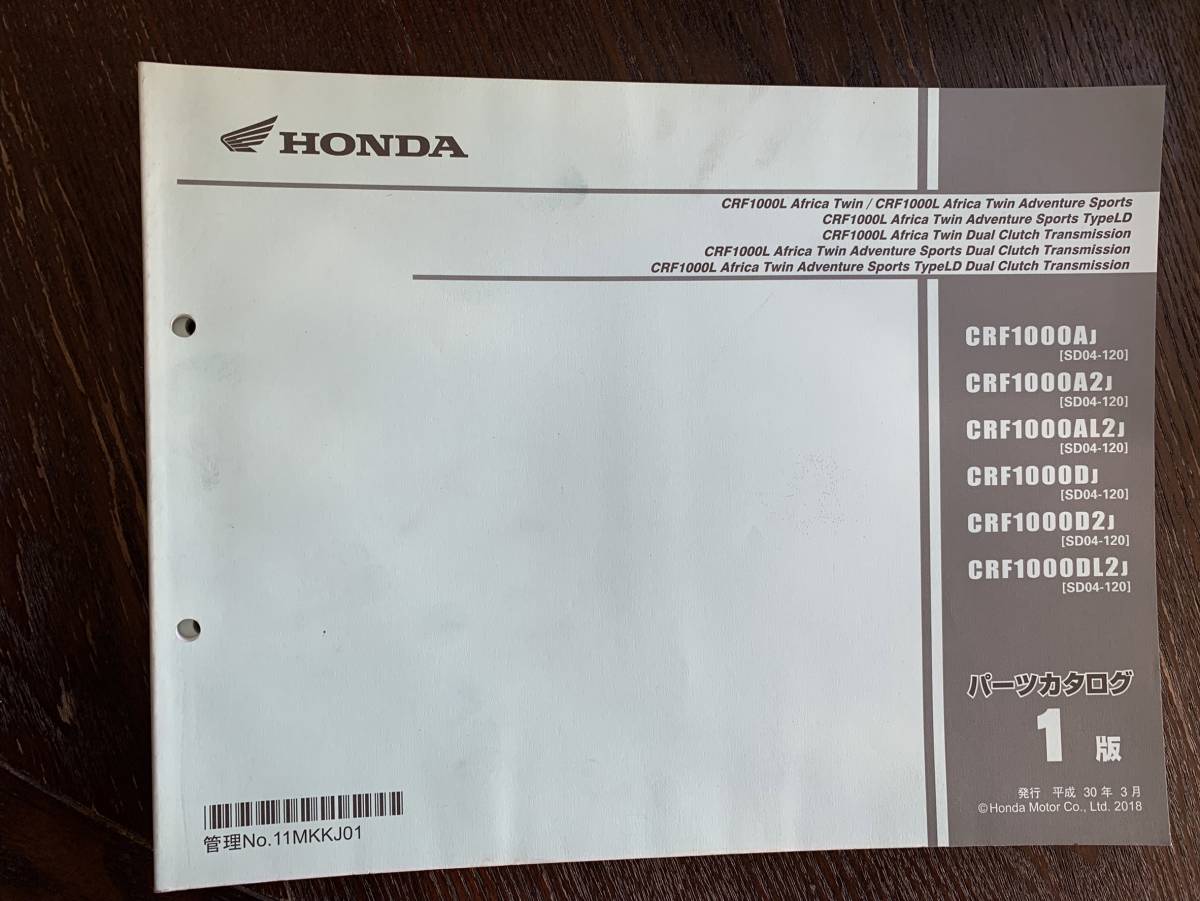 HONDA
CRF1000L Africa Twin / CRF1000L Africa Twin Adventure Sports
CRF1000L Africa Twin Adventure Sports TypeLD
CRF1000L Africa Twin Dual Clutch Transmission
CRF1000L Africa Twin Adventure Sports Dual Clutch Transmission
CRF1000L Africa Twin Adventure Sports TypeLD Dual Clutch Transmission
CRF1000AJ
[SD04-120]
CRF1000A2J
[SD04-120]
CRF1000AL2J
[SD04-120]
CRF1000DJ
[SD04-120]
CRF1000D2J
[SD04-120]
CRF1000DL2J
[SD04-120]
パーツカタログ
1版
発行 平成 30 年 3 月
©Honda Motor Co., Ltd. 2018
管理No.11MKKJ01